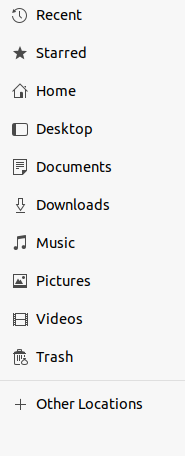 Recent
Starred
Home
Desktop
Documents
Downloads
Music
Pictures
Videos
Trash
Other Locations